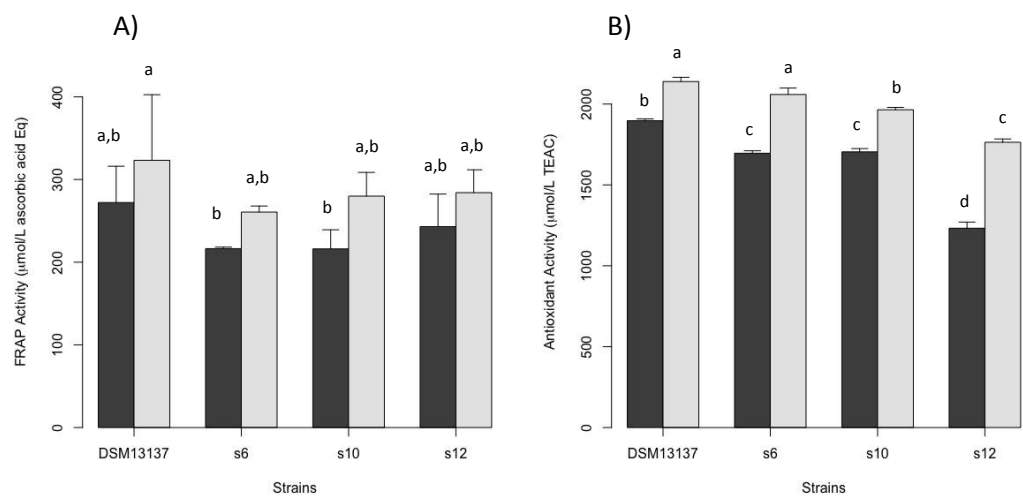 A)
FRAP Activity (µmol/L ascorbic acid Eq)
400
300
200
100
0
a,b
a
b
a,b
b
a,b
a,b
a,b
DSM13137
s6
s10
s12
Strains
B)
Antioxidant Activity (µmol/L TEAC)
2000
1500
1000
500
0
b
a
c
a
c
b
d
c
DSM13137
s6
s10
s12
Strains